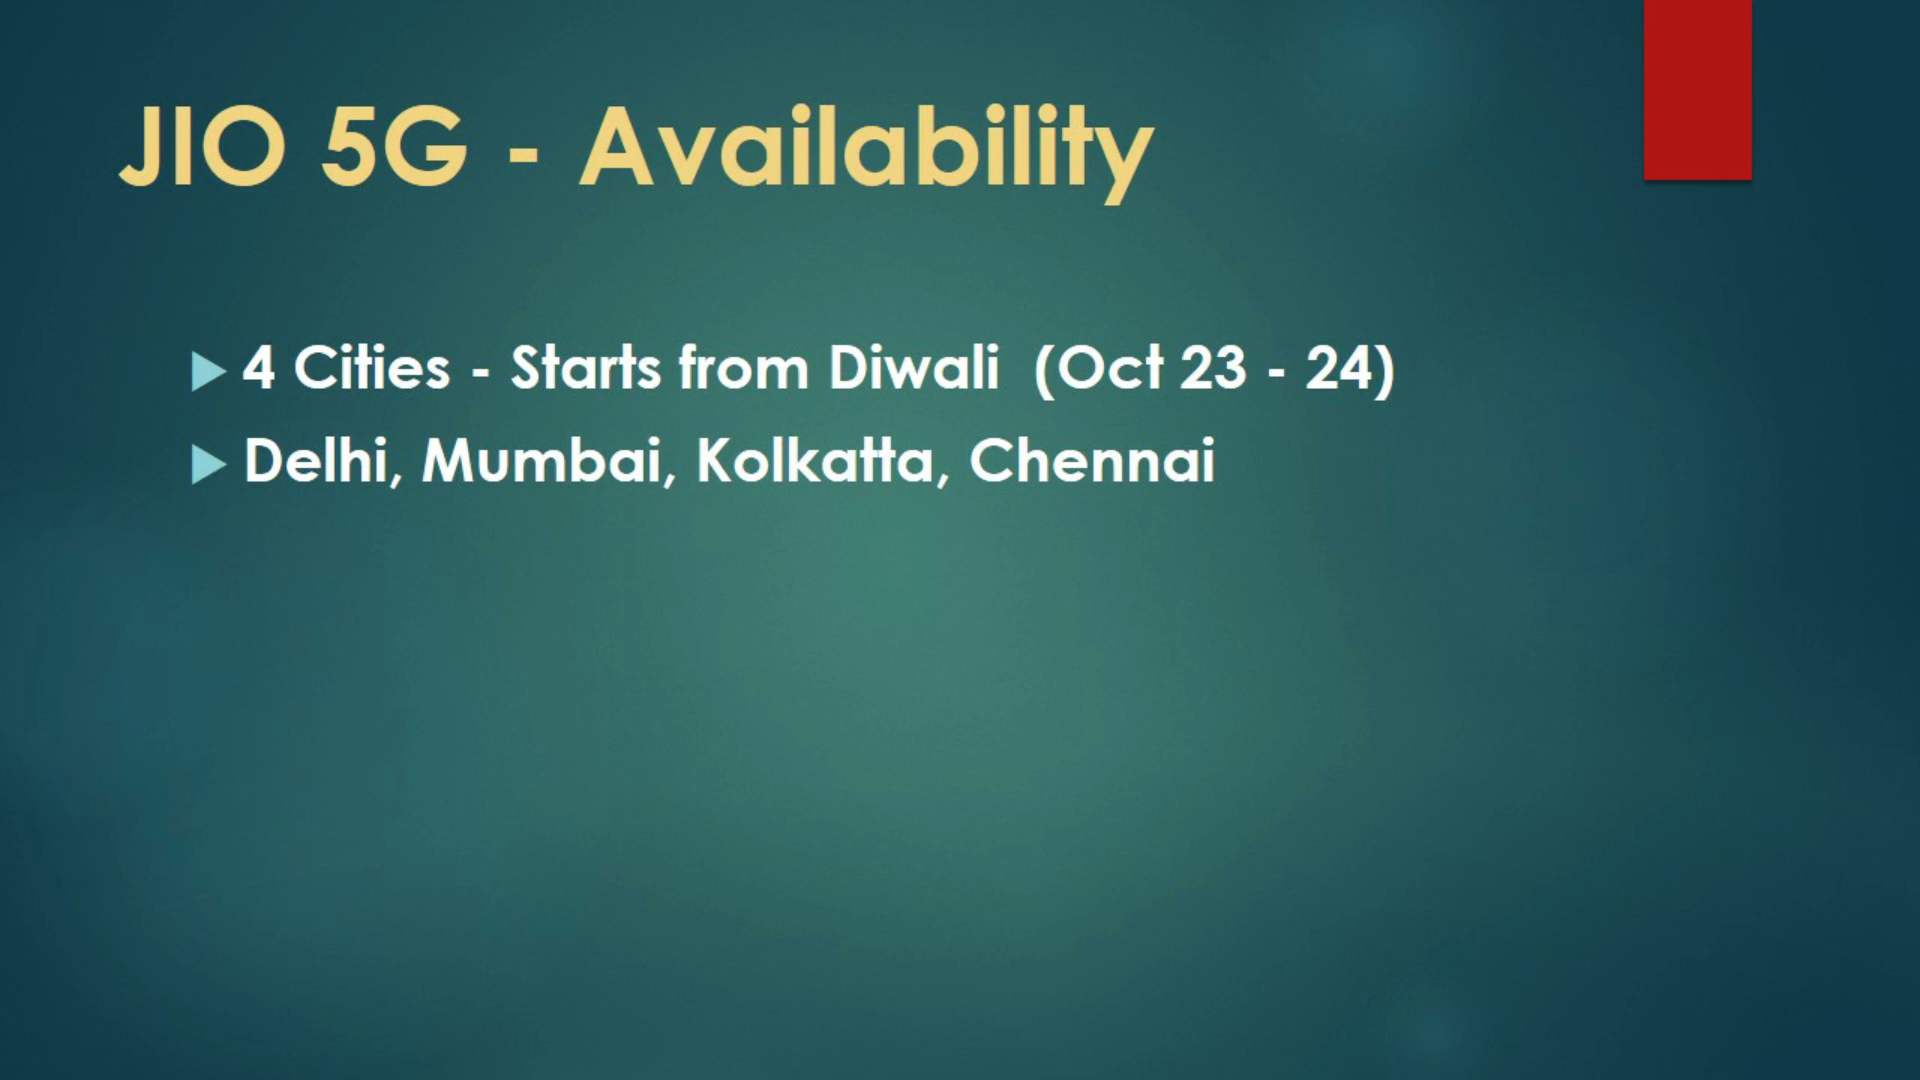 JIO 5G - Availability
4 Cities - Starts from Diwali (Oct 23 - 24)
Delhi, Mumbai, Kolkatta, Chennai